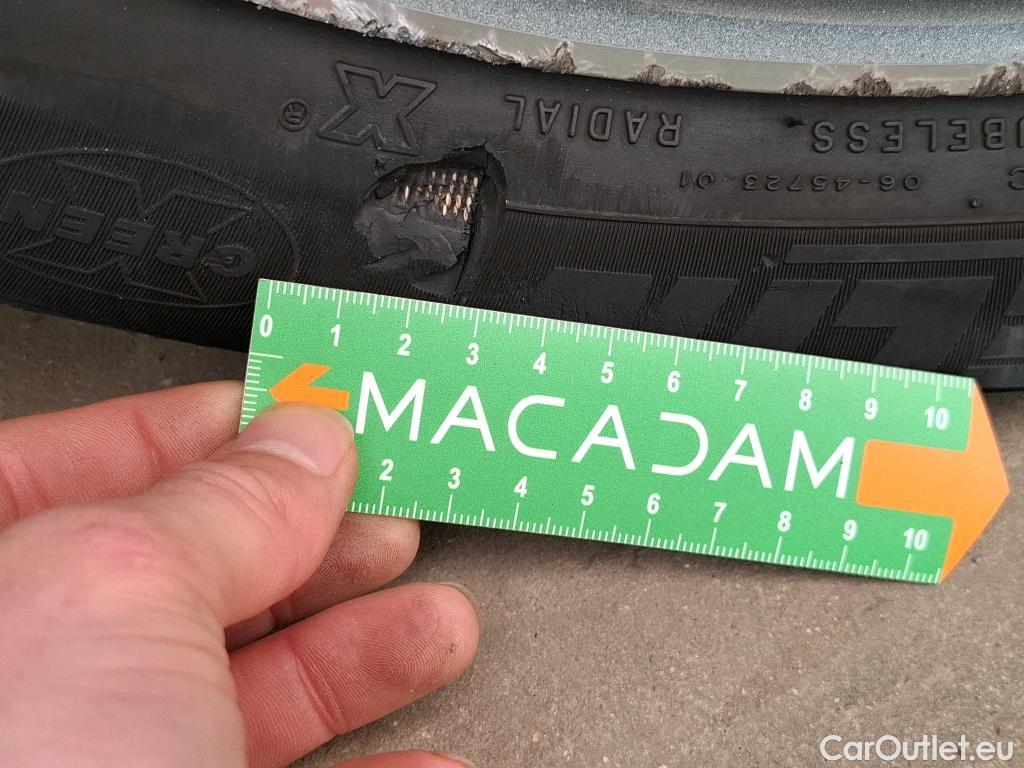 X®
RADIAL
TUBELESS
06-45723-01
GREEN X
0 1 2 3 4 5 6 7 8 9 10
MACADAM
2 3 4 5 6 7 8 9 10
CarOutlet.eu